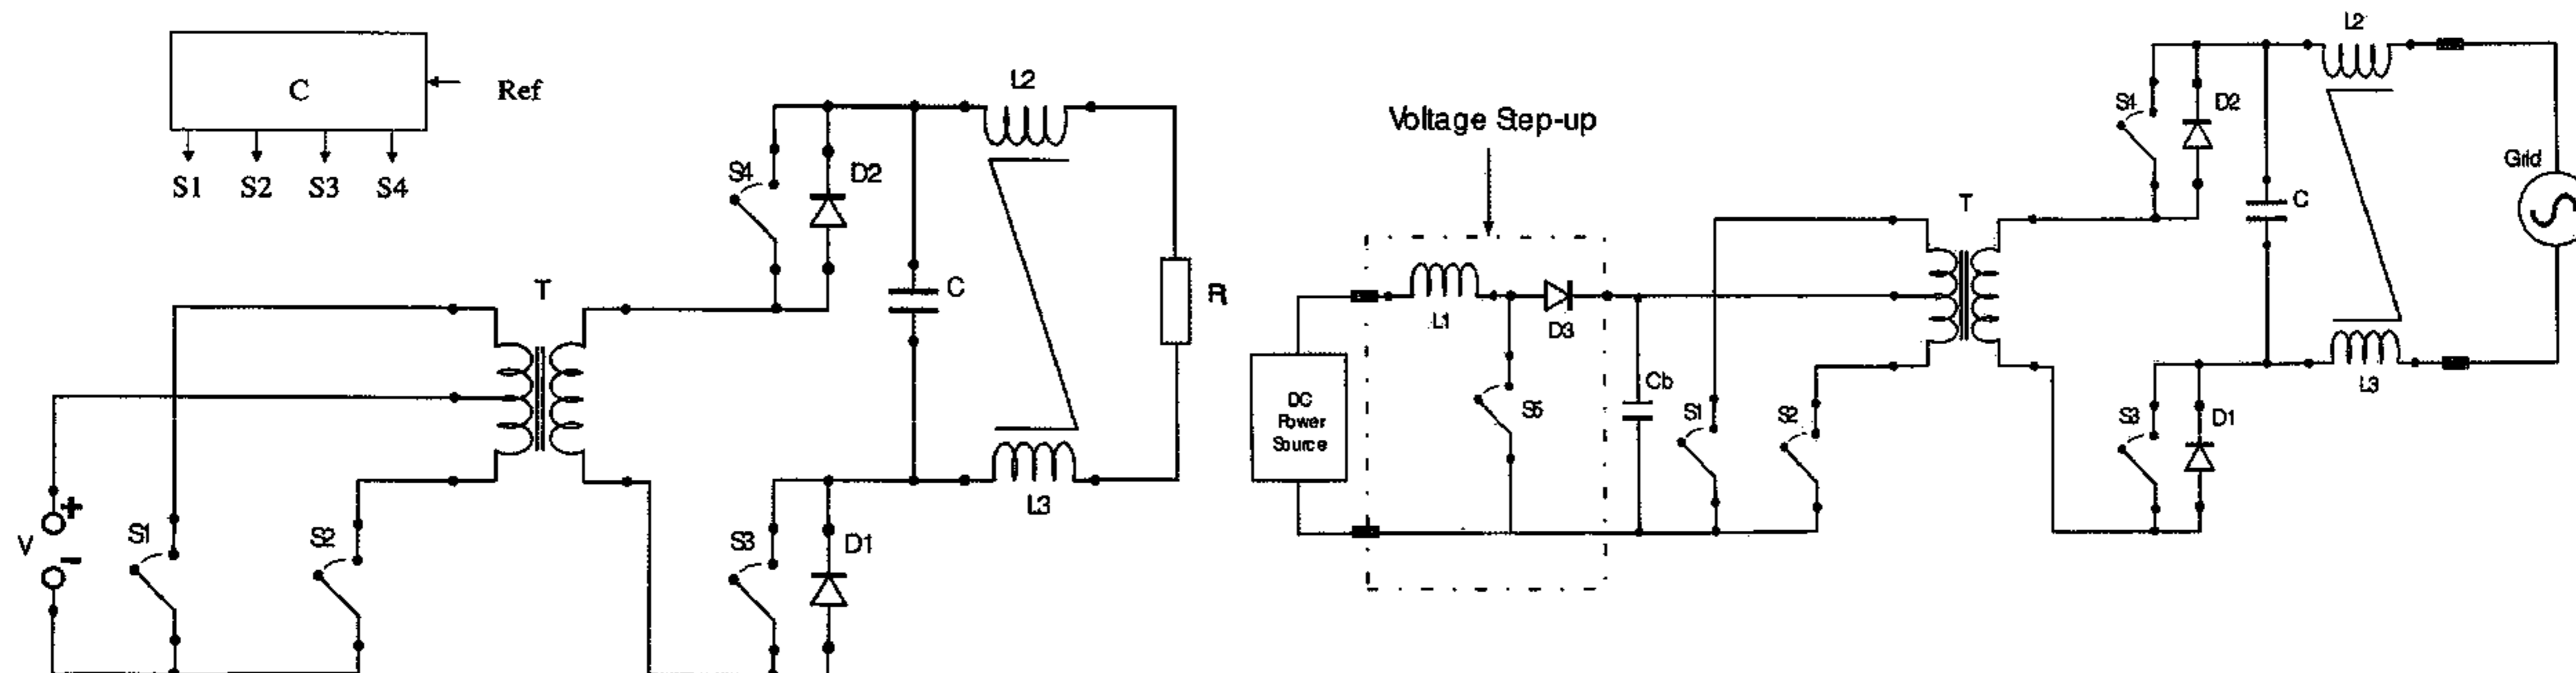 C
Ref
S1 S2 S3 S4
L2
S4
D2
T
C
R
L3
V
+
-
S1
S2
S3
D1
Voltage Step-up
L2
S4
D2
Grid
T
C
L1
D3
L3
DC
Power
Source
S5
Cb
S1
S2
S3
D1